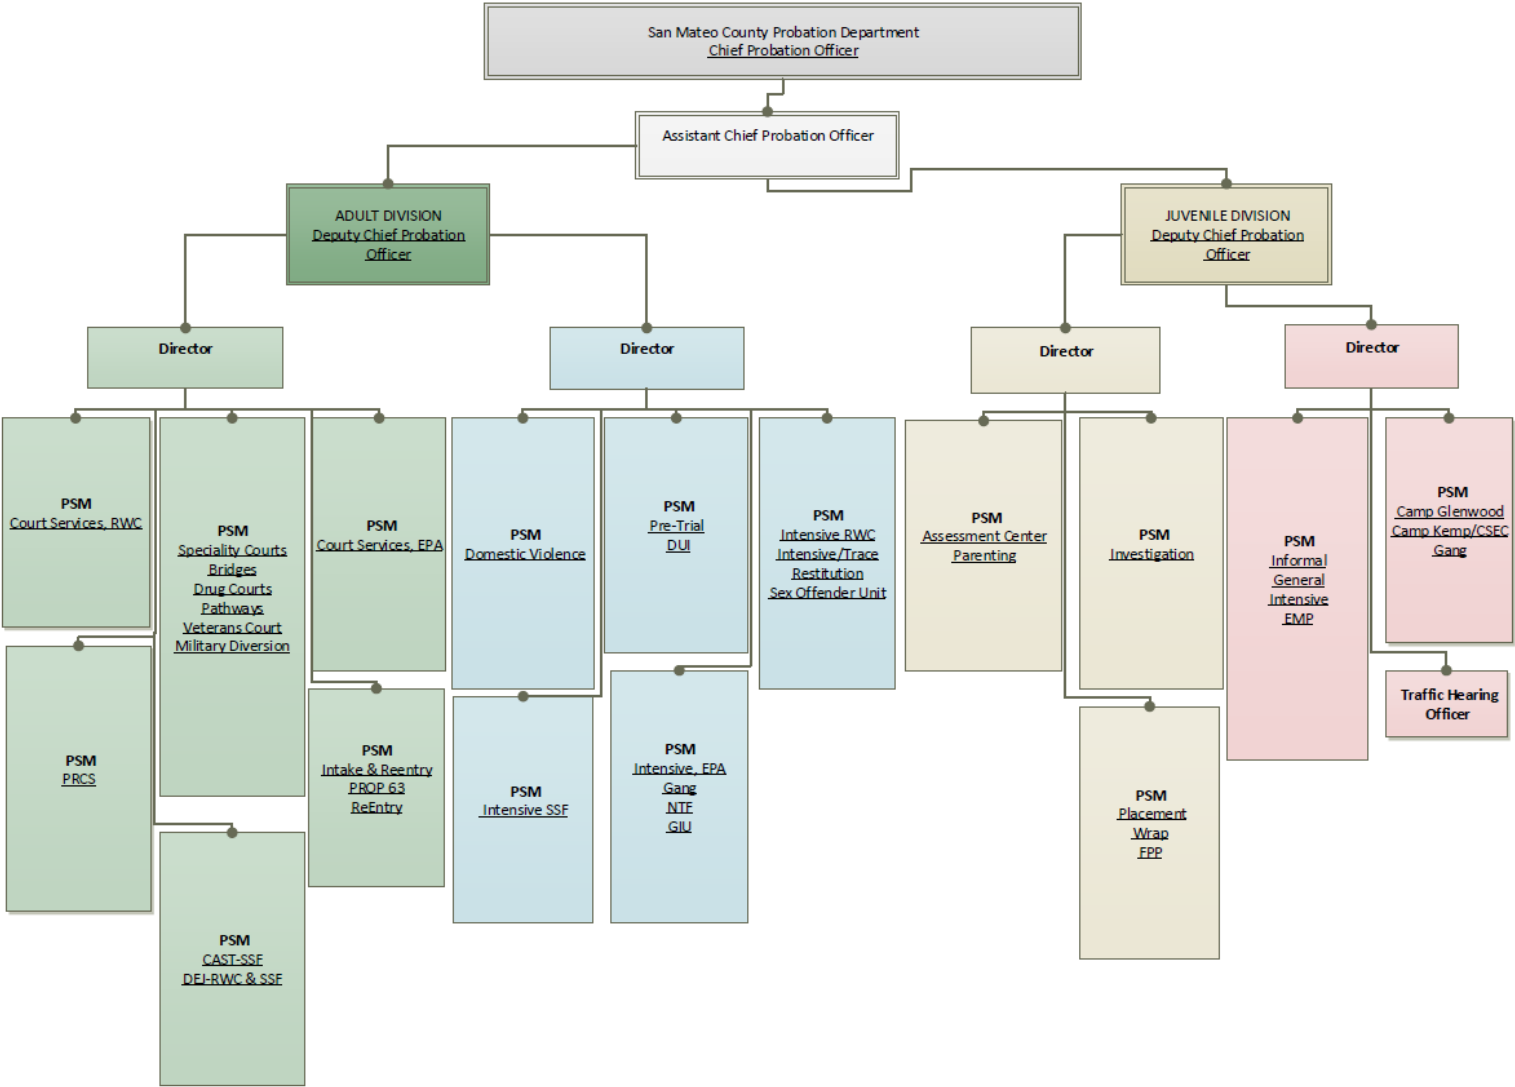 San Mateo County Probation Department
Chief Probation Officer
Assistant Chief Probation Officer
ADULT DIVISION
Deputy Chief Probation
Officer
JUVENILE DIVISION
Deputy Chief Probation
Officer
Director
Director
Director
Director
PSM
Court Services, RWC
PSM
Speciality Courts
Bridges
Drug Courts
Pathways
Veterans Court
Military Diversion
PSM
Court Services, EPA
PSM
Domestic Violence
PSM
Pre-Trial
DUI
PSM
Intensive RWC
Intensive/Trace
Restitution
Sex Offender Unit
PSM
Assessment Center
Parenting
PSM
Investigation
PSM
Informal
General
Intensive
EMP
PSM
Camp Glenwood
Camp Kemp/CSEC
Gang
PSM
PRCS
PSM
Intake & Reentry
PROP 63
ReEntry
PSM
Intensive SSF
PSM
Intensive, EPA
Gang
NTF
GIU
PSM
Placement
Wrap
FPP
Traffic Hearing
Officer
PSM
CAST-SSF
DEJ-RWC & SSF